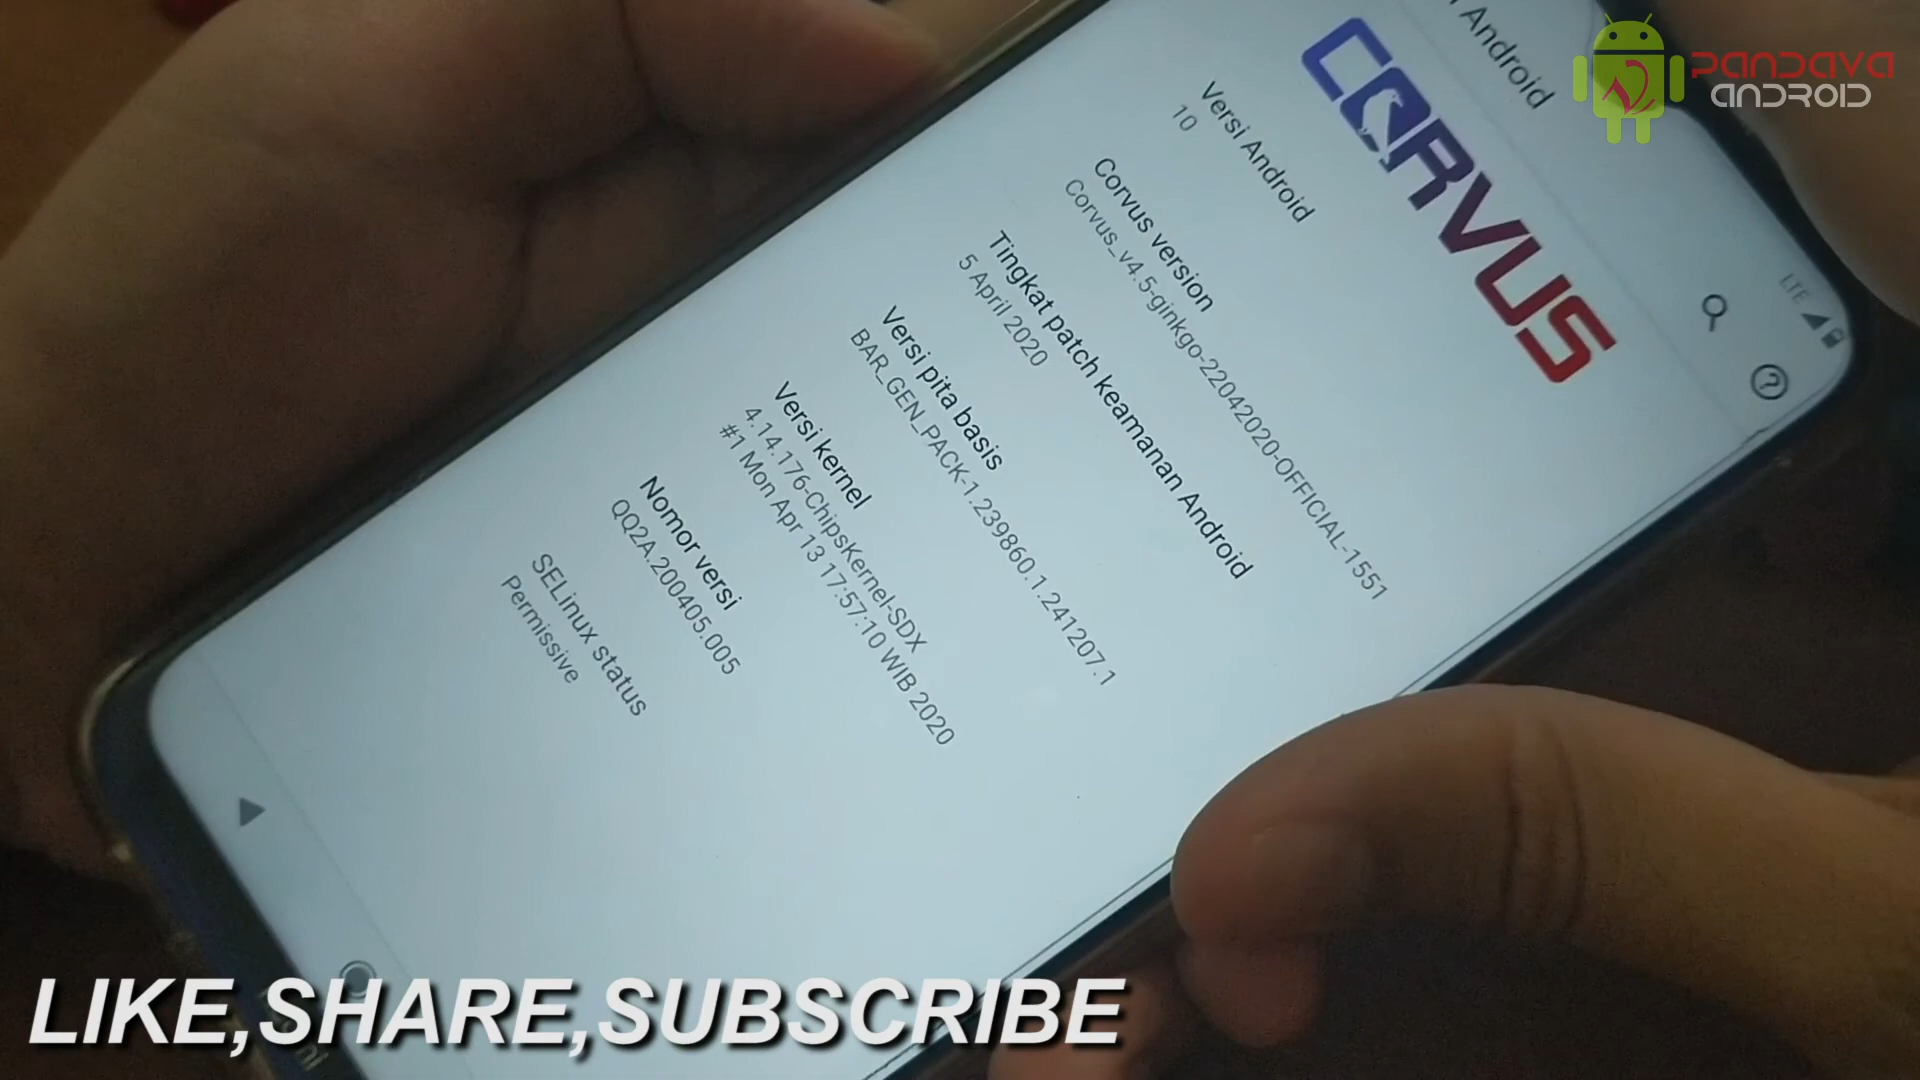 PANDAVA
ANDROID
Android
LTE
CORVUS
Versi Android
10
Corvus version
Corvus_v4.5-ginkgo-22042020-OFFICIAL-1551
Tingkat patch keamanan Android
5 April 2020
Versi pita basis
BAR_GEN_PACK-1.239860.1.241207.1
Versi kernel
4.14.176-ChipsKernel-SDX
#1 Mon Apr 13 17:57:10 WIB 2020
Nomor versi
QQ2A.200405.005
SELinux status
Permissive
LIKE,SHARE,SUBSCRIBE